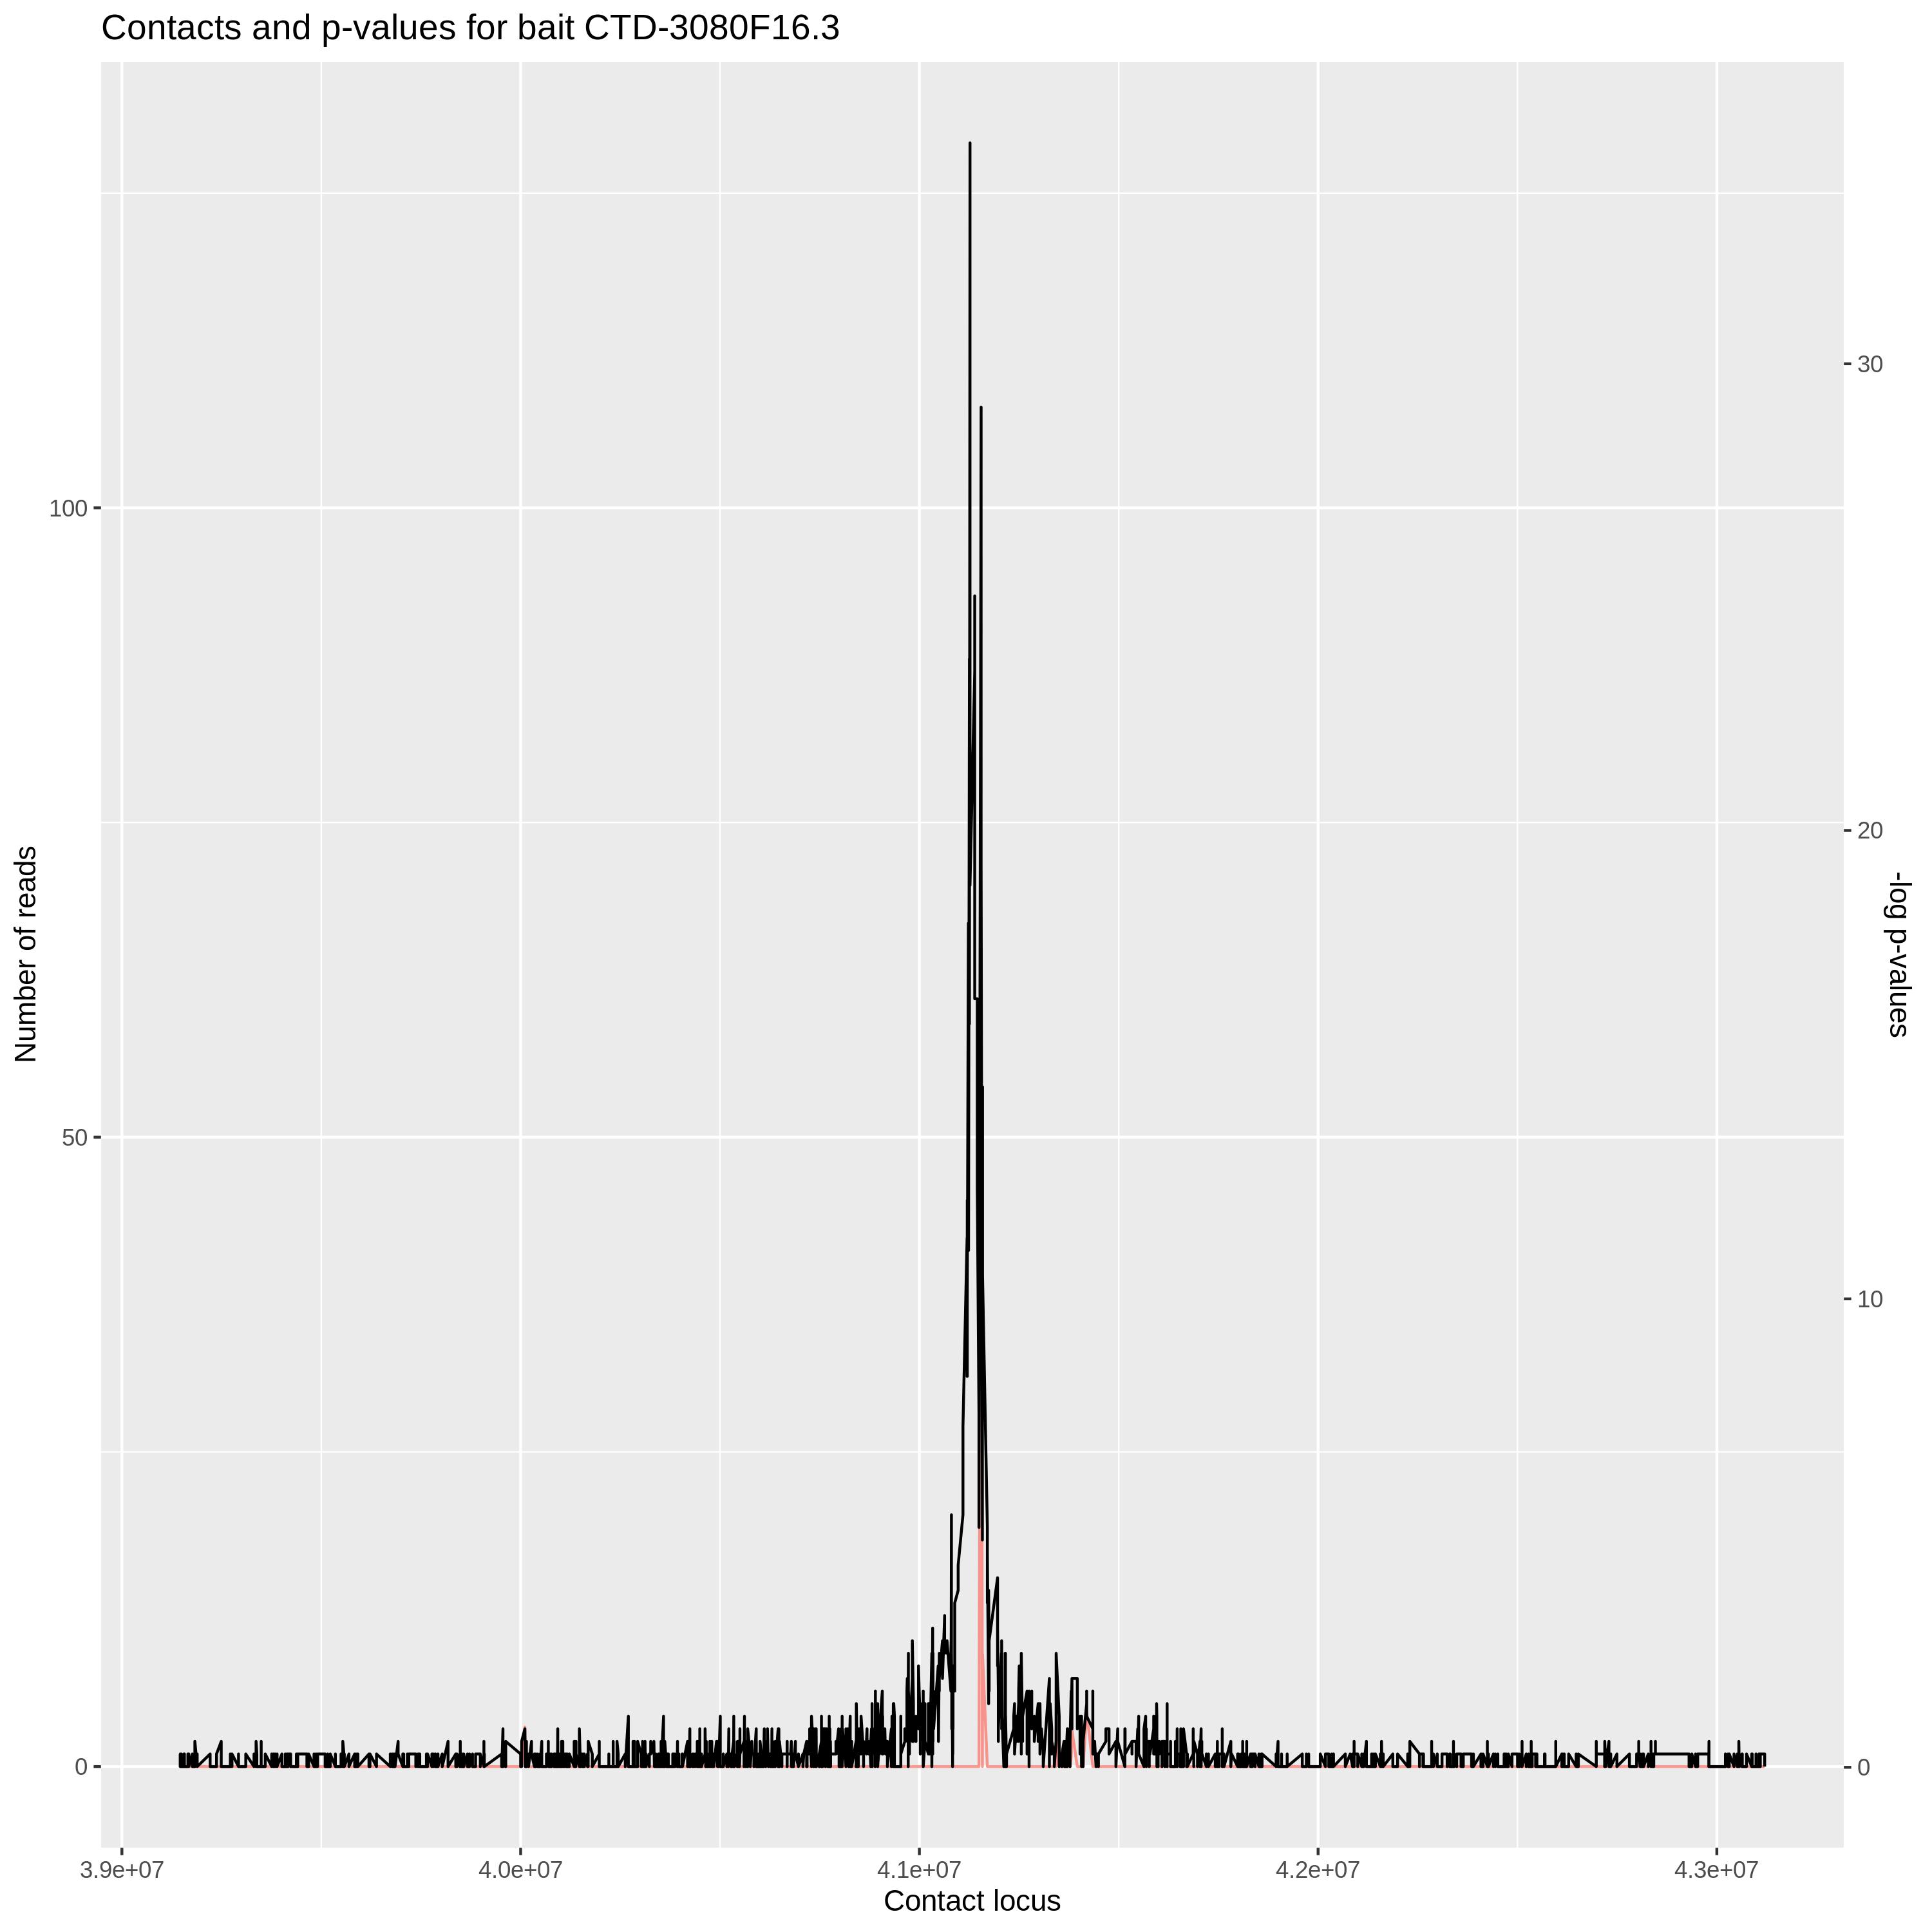 Contacts and p-values for bait CTD-3080F16.3
100
50
0
Number of reads
30
20
10
0
-log p-values
3.9e+07 4.0e+07 4.1e+07 4.2e+07 4.3e+07
Contact locus